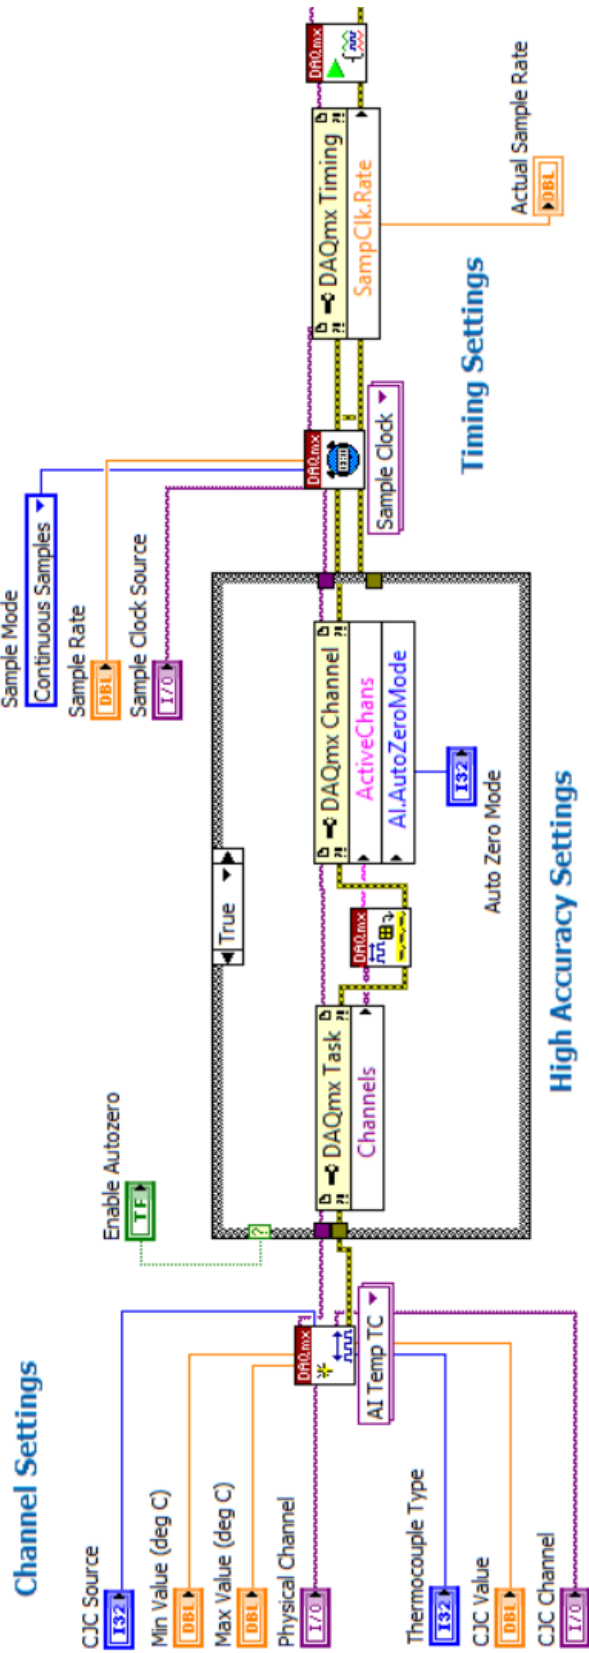 Channel Settings
CJC Source
I32
Min Value (deg C)
DBL
Max Value (deg C)
DBL
Physical Channel
I/O
Thermocouple Type
I32
CJC Value
DBL
CJC Channel
I/O
DAQmx
AI Temp TC
Enable Autozero
TF
?
True
DAQmx Task
Channels
DAQmx
DAQmx Channel
ActiveChans
AI.AutoZeroMode
I32
Auto Zero Mode
High Accuracy Settings
Sample Mode
Continuous Samples
Sample Rate
DBL
Sample Clock Source
I/O
DAQmx
Sample Clock
DAQmx Timing
SampClk.Rate
Timing Settings
Actual Sample Rate
DBL
DAQmx